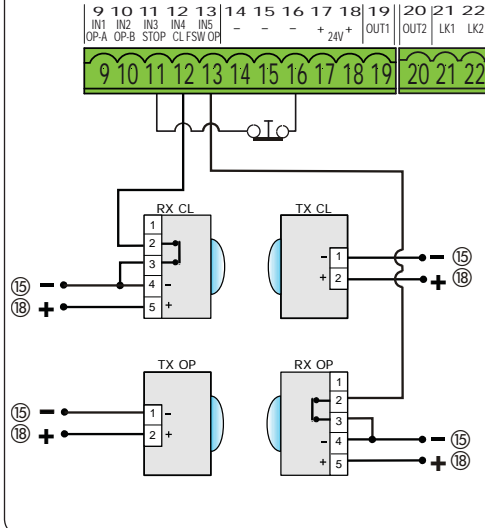 9 10 11 12 13 14 15 16 17 18 19 20 21 22
IN1 IN2 IN3 IN4 IN5 - - - + + OUT1 OUT2 LK1 LK2
OP-A OP-B STOP CL FSW OP 24V
9 10 11 12 13 14 15 16 17 18 19 20 21 22
RX CL TX CL
1
2 - 1
3 + 2
4 -
5 +
⑮ - - ⑮
⑱ + + ⑱
TX OP RX OP
1
1 - 2
2 + 3
- 4
+ 5
⑮ - - ⑮
⑱ + + ⑱